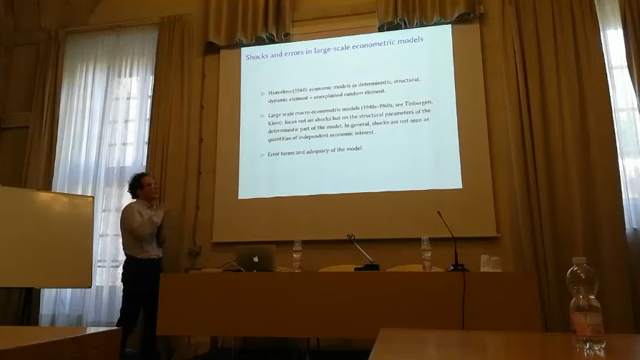 Shocks and errors in large-scale econometric models
Haavelmo (1944): economic models as deterministic, structural,
dynamic element + unexplained random element.
Large scale macro-econometric models (1940s-1960s, see Tinbergen,
Klein): focus not on shocks but on the structural parameters of the
deterministic part of the model. In general, shocks are not seen as
quantities of independent economic interest.
Error terms and adequacy of the model.